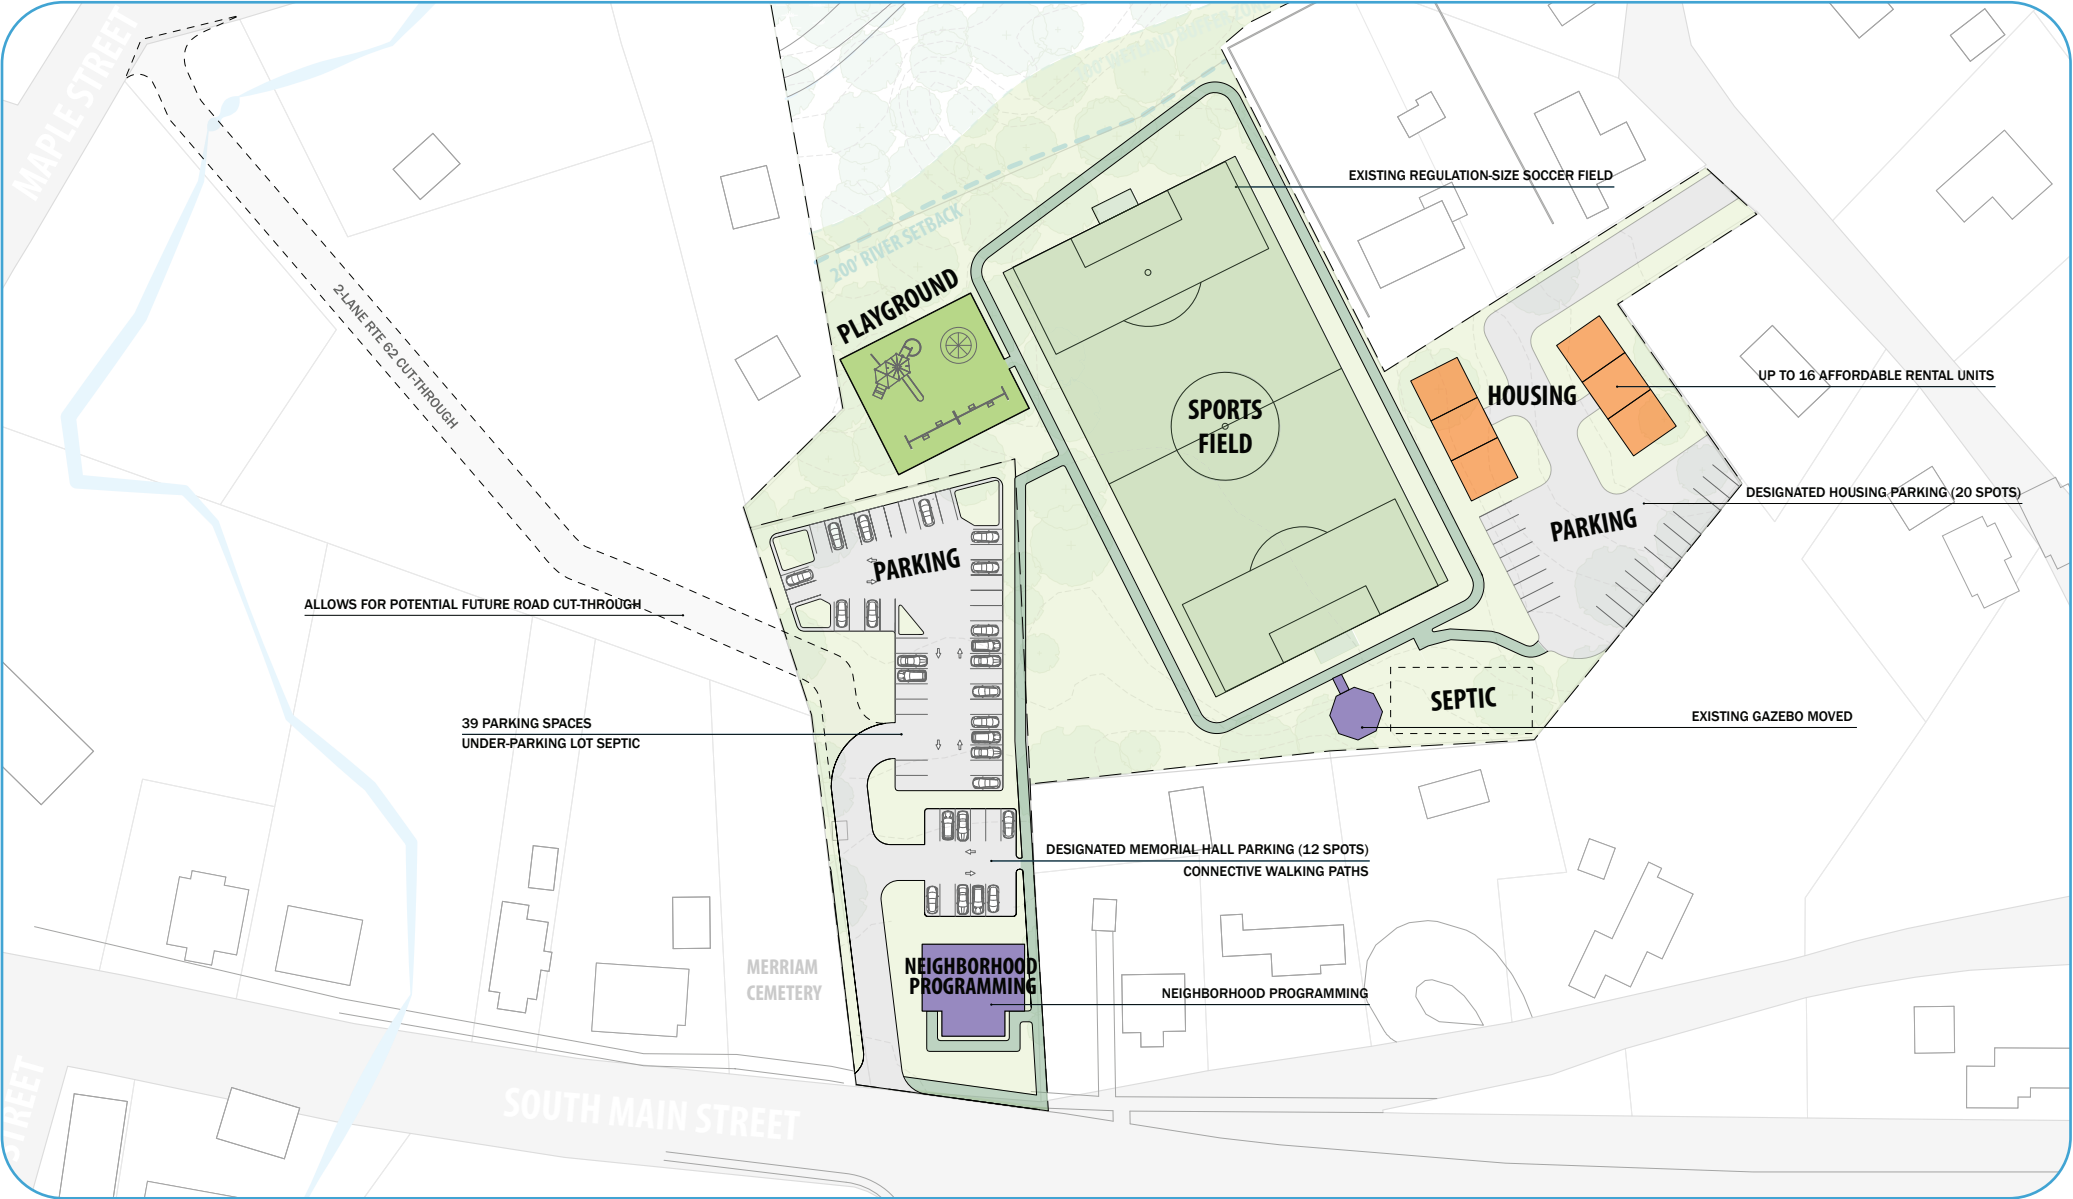 MAPLE STREET
200' RIVER SETBACK
EXISTING REGULATION-SIZE SOCCER FIELD
PLAYGROUND
2-LANE RTE 62 CUT-THROUGH
SPORTS
FIELD
HOUSING
UP TO 16 AFFORDABLE RENTAL UNITS
DESIGNATED HOUSING PARKING (20 SPOTS)
PARKING
PARKING
ALLOWS FOR POTENTIAL FUTURE ROAD CUT-THROUGH
SEPTIC
EXISTING GAZEBO MOVED
39 PARKING SPACES
UNDER-PARKING LOT SEPTIC
DESIGNATED MEMORIAL HALL PARKING (12 SPOTS)
CONNECTIVE WALKING PATHS
MERRIAM
CEMETERY
NEIGHBORHOOD
PROGRAMMING
NEIGHBORHOOD PROGRAMMING
SOUTH MAIN STREET
STREET